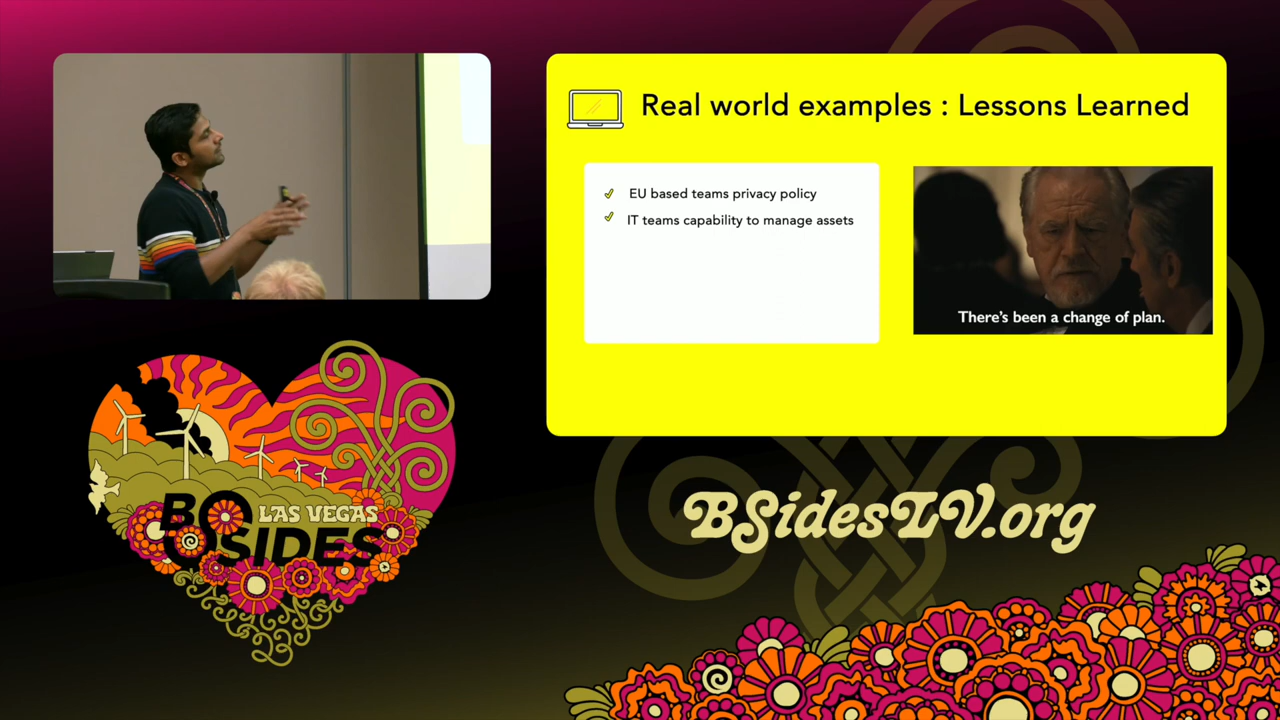 Real world examples : Lessons Learned
EU based teams privacy policy
IT teams capability to manage assets
There's been a change of plan.
LAS VEGAS
BSIDES
23
BSidesLV.org